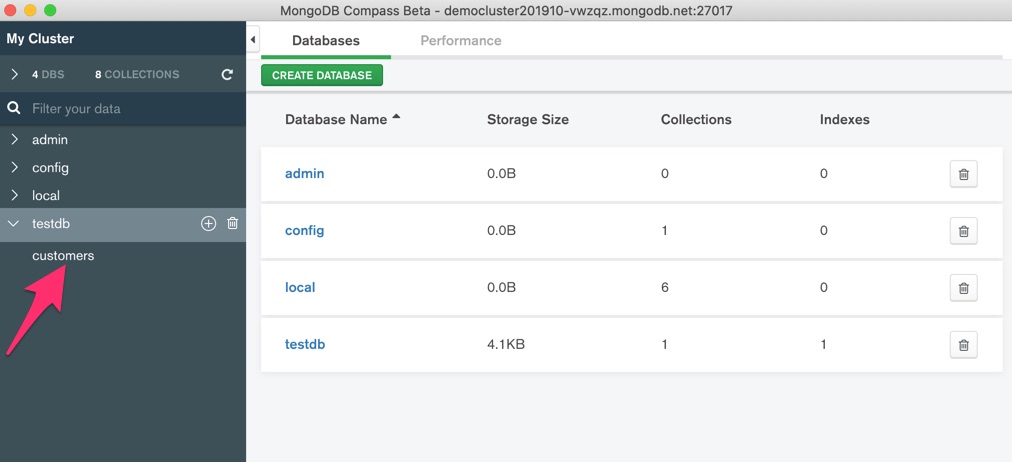 MongoDB Compass Beta - democluster201910-vwzqz.mongodb.net:27017
My Cluster
4 DBS 8 COLLECTIONS
Filter your data
admin
config
local
testdb
customers
Databases Performance
CREATE DATABASE
Database Name Storage Size Collections Indexes
admin 0.0B 0 0
config 0.0B 1 0
local 0.0B 6 0
testdb 4.1KB 1 1